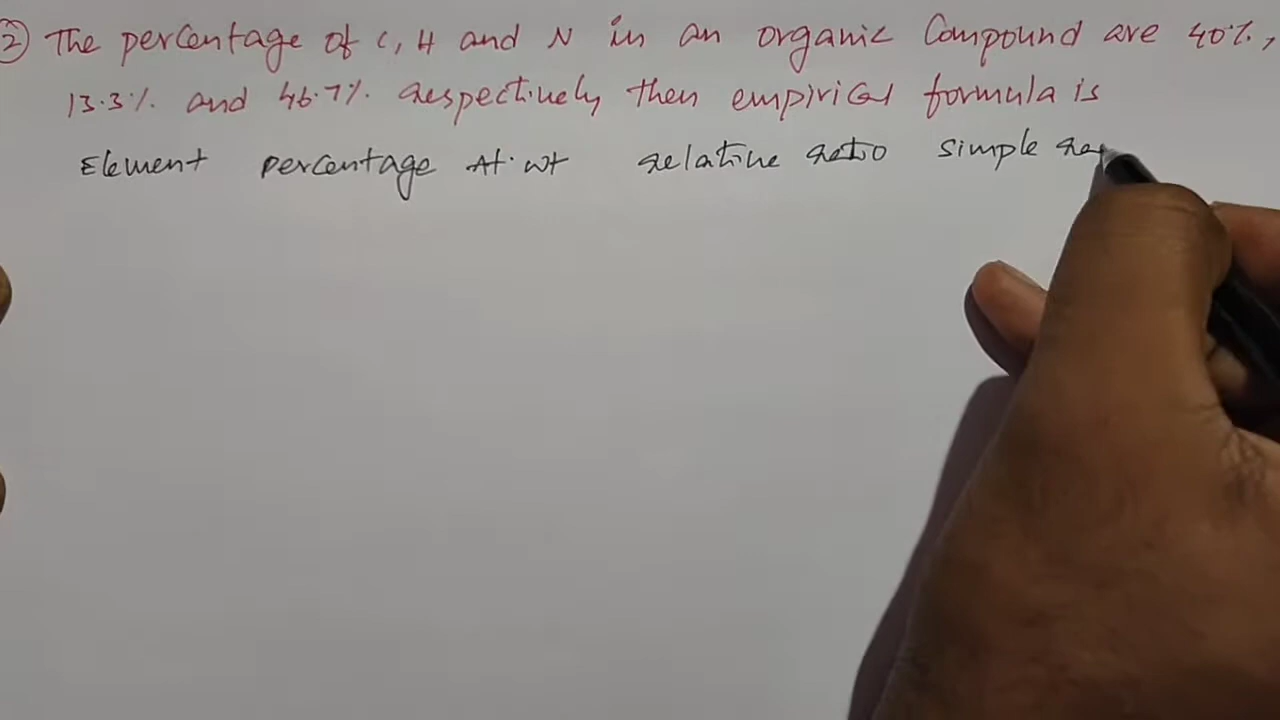 ② The percentage of C, H and N in an organic Compound are 40%,
13.3% and 46.7% respectively then empirical formula is
Element percentage At. wt relative ratio simple